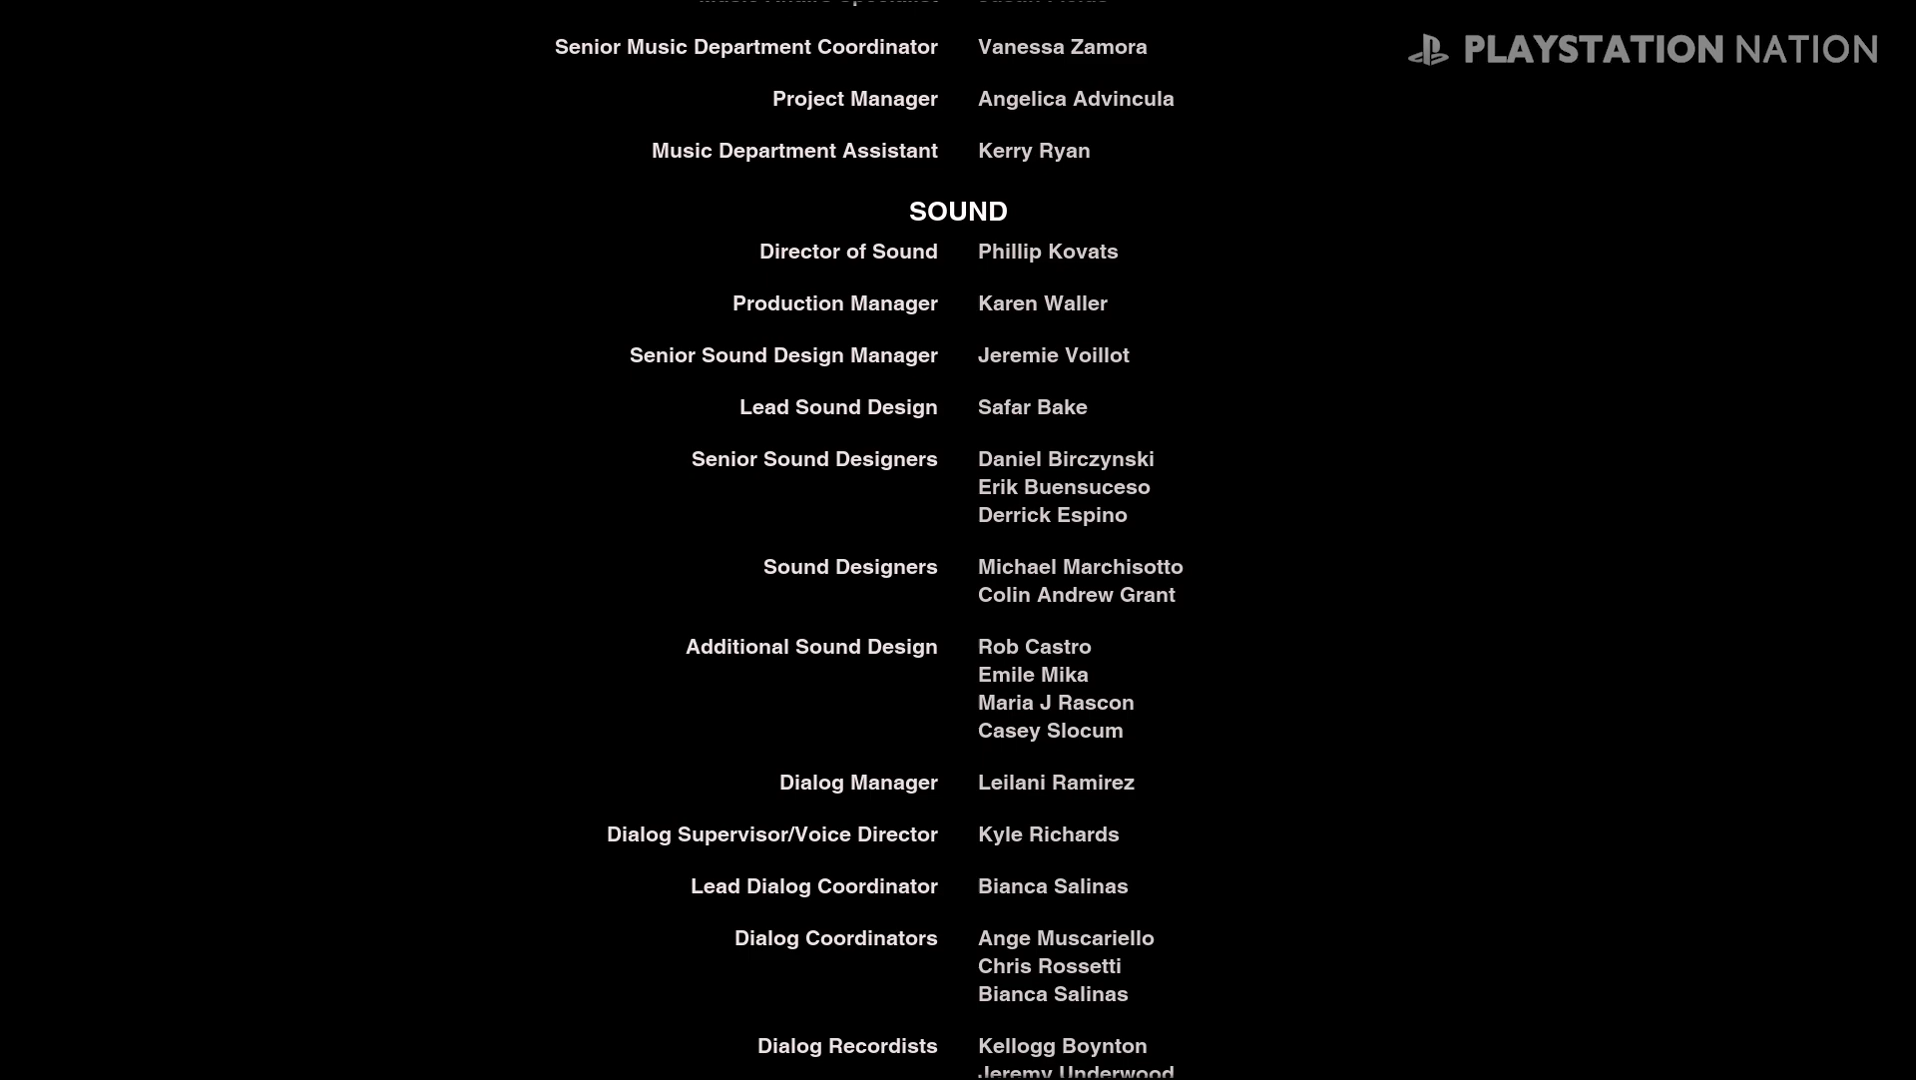 Senior Music Department Coordinator Vanessa Zamora
PLAYSTATION NATION
Project Manager Angelica Advincula
Music Department Assistant Kerry Ryan
SOUND
Director of Sound Phillip Kovats
Production Manager Karen Waller
Senior Sound Design Manager Jeremie Voillot
Lead Sound Design Safar Bake
Senior Sound Designers Daniel Birczynski
Erik Buensuceso
Derrick Espino
Sound Designers Michael Marchisotto
Colin Andrew Grant
Additional Sound Design Rob Castro
Emile Mika
Maria J Rascon
Casey Slocum
Dialog Manager Leilani Ramirez
Dialog Supervisor/Voice Director Kyle Richards
Lead Dialog Coordinator Bianca Salinas
Dialog Coordinators Ange Muscariello
Chris Rossetti
Bianca Salinas
Dialog Recordists Kellogg Boynton
Jeremy Underwood